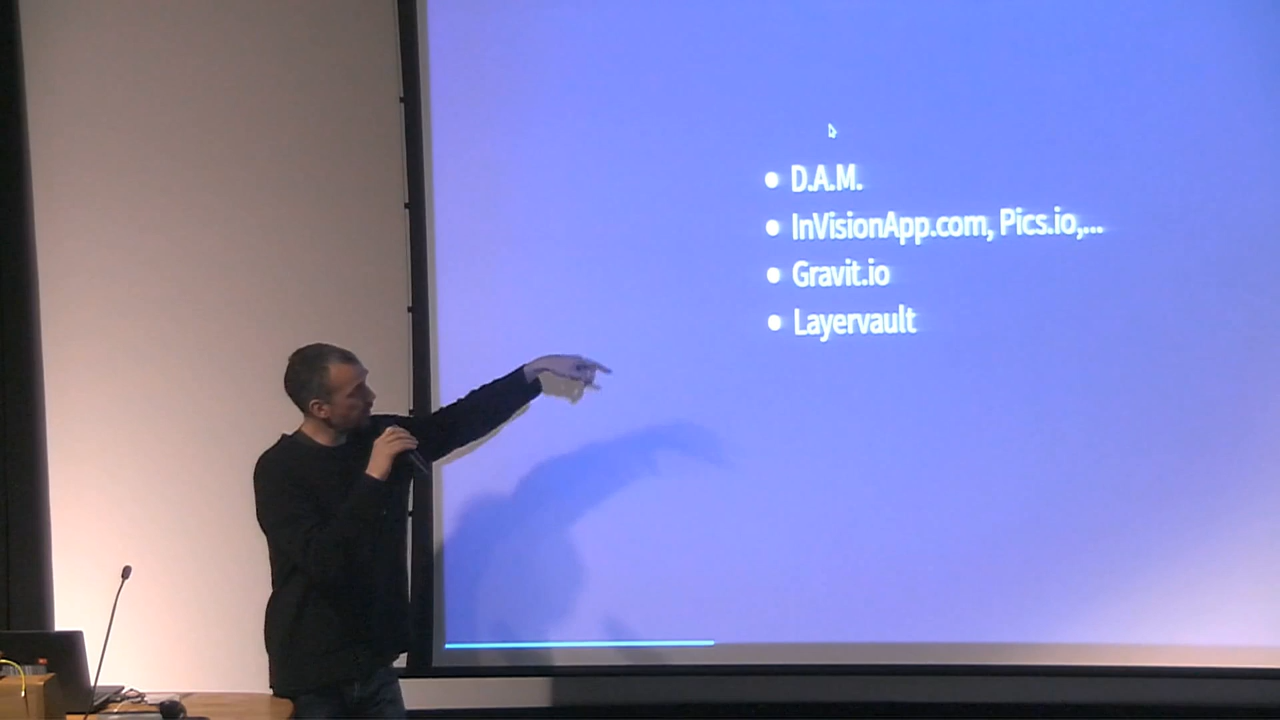 • D.A.M.
• InVisionApp.com, Pics.io,...
• Gravit.io
• Layervault